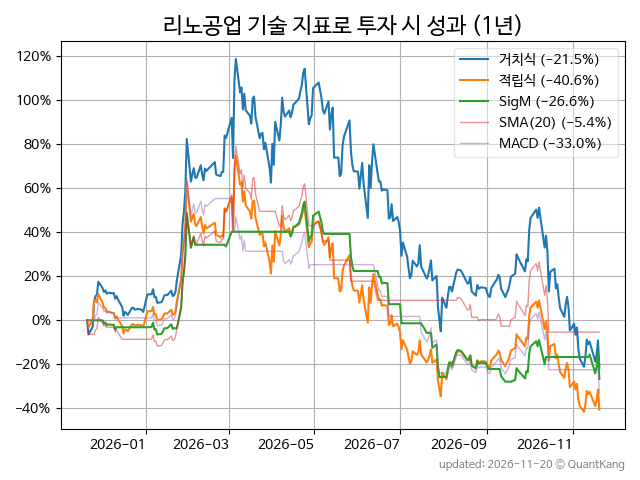 리노공업 기술 지표로 투자 시 성과 (1년)
120%
100%
80%
60%
40%
20%
0%
−20%
−40%
거치식 (−21.5%)
적립식 (−40.6%)
SigM (−26.6%)
SMA(20) (−5.4%)
MACD (−33.0%)
2026-01
2026-03
2026-05
2026-07
2026-09
2026-11
updated: 2026-11-20 © QuantKang